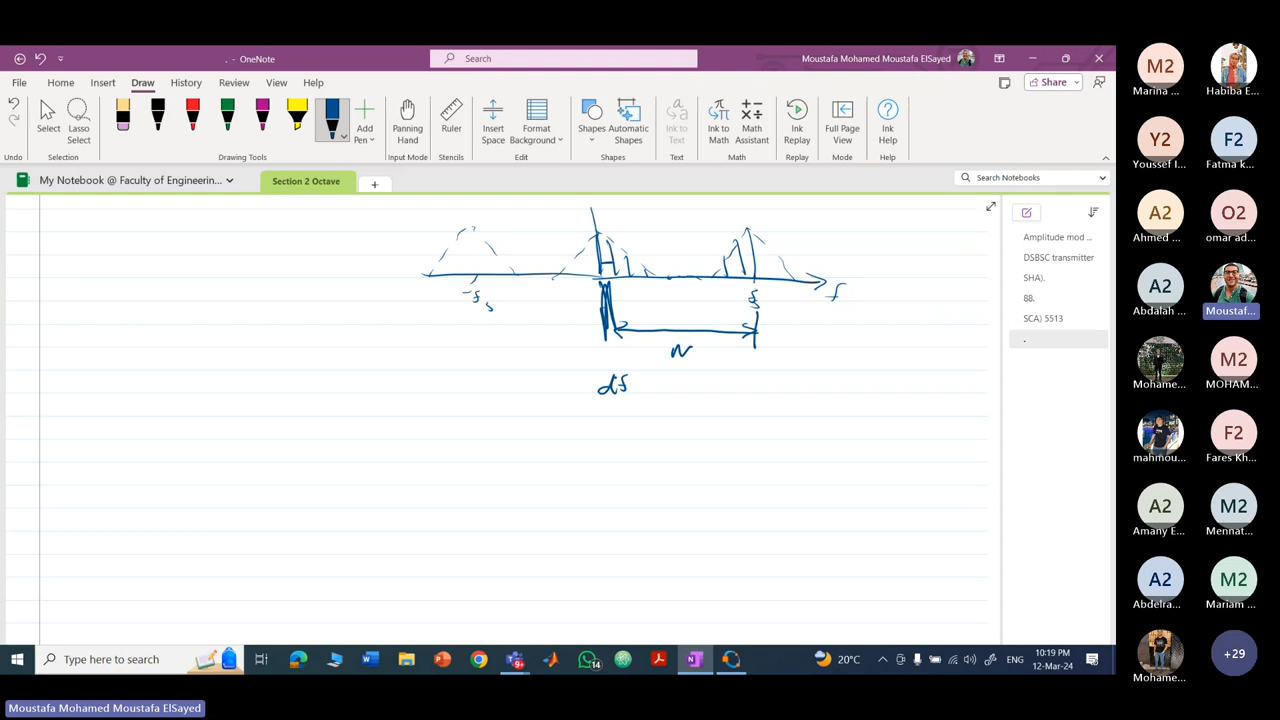 . - OneNote
Search
Moustafa Mohamed Moustafa ElSayed
File Home Insert Draw History Review View Help
Share
Undo
Select
Lasso Select
Add Pen
Panning Hand
Ruler
Insert Space
Format Background
Shapes
Automatic Shapes
Ink to Text
Ink to Math
Math Assistant
Ink Replay
Full Page View
Ink Help
Selection
Drawing Tools
Input Mode
Stencils
Edit
Shapes
Text
Math
Replay
Mode
Help
My Notebook @ Faculty of Engineerin...
Section 2 Octave
+
Search Notebooks
Amplitude mod ...
DSBSC transmitter
SHA).
88.
SCA) 5513
.
-fs
fs
f
N
df
M2
Marina ...
Habiba E...
Y2
Youssef I...
F2
Fatma k...
A2
Ahmed ...
O2
omar ad...
A2
Abdalah ...
Moustaf...
Mohame...
M2
MOHAM...
mahmou...
F2
Fares Kh...
A2
Amany E...
M2
Mennat...
A2
Abdelra...
M2
Mariam ...
Mohame...
+29
Type here to search
9+
14
20°C
ENG
10:19 PM
12-Mar-24
Moustafa Mohamed Moustafa ElSayed